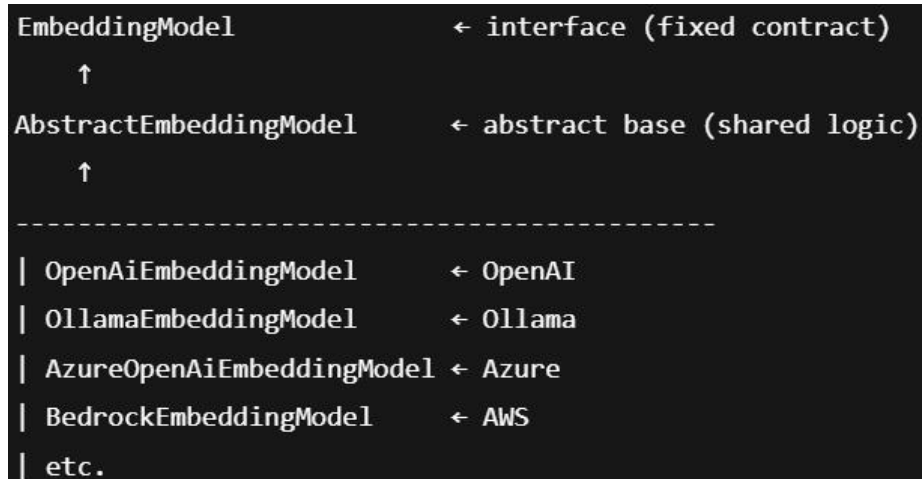 EmbeddingModel ← interface (fixed contract)
↑
AbstractEmbeddingModel ← abstract base (shared logic)
↑
----------------------------------------------
| OpenAiEmbeddingModel ← OpenAI
| OllamaEmbeddingModel ← Ollama
| AzureOpenAiEmbeddingModel ← Azure
| BedrockEmbeddingModel ← AWS
| etc.